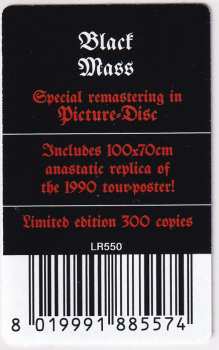 Black
Mass
Special remastering in
Picture-Disc
Includes 100x70cm
anastatic replica of
the 1990 tour-poster!
Limited edition 300 copies
LR550
8 019991 885574